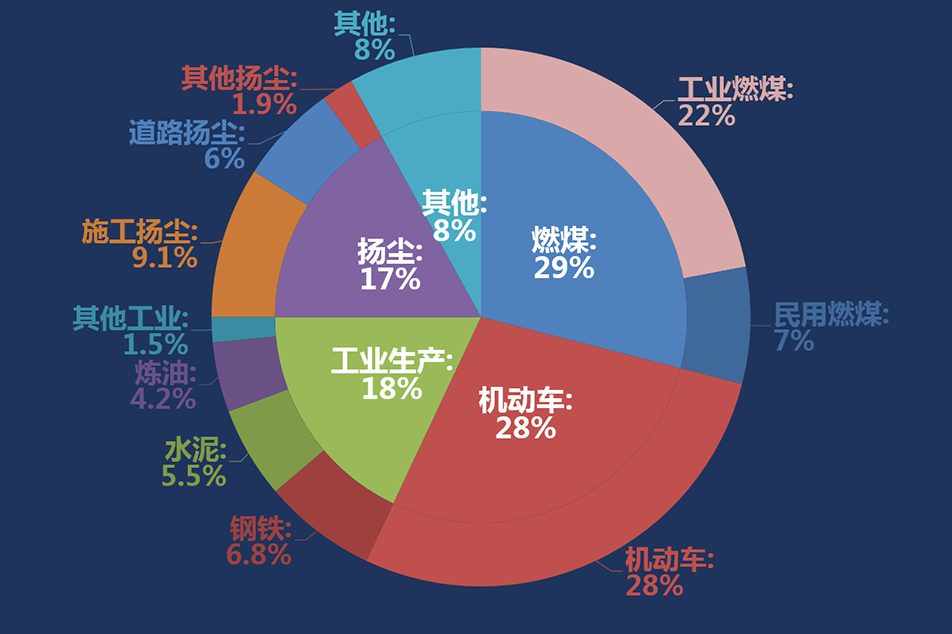 其他:
8%
其他扬尘:
1.9%
道路扬尘:
6%
施工扬尘:
9.1%
其他工业:
1.5%
炼油:
4.2%
水泥:
5.5%
钢铁:
6.8%
工业燃煤:
22%
民用燃煤:
7%
机动车:
28%
其他:
8%
燃煤:
29%
扬尘:
17%
工业生产:
18%
机动车:
28%